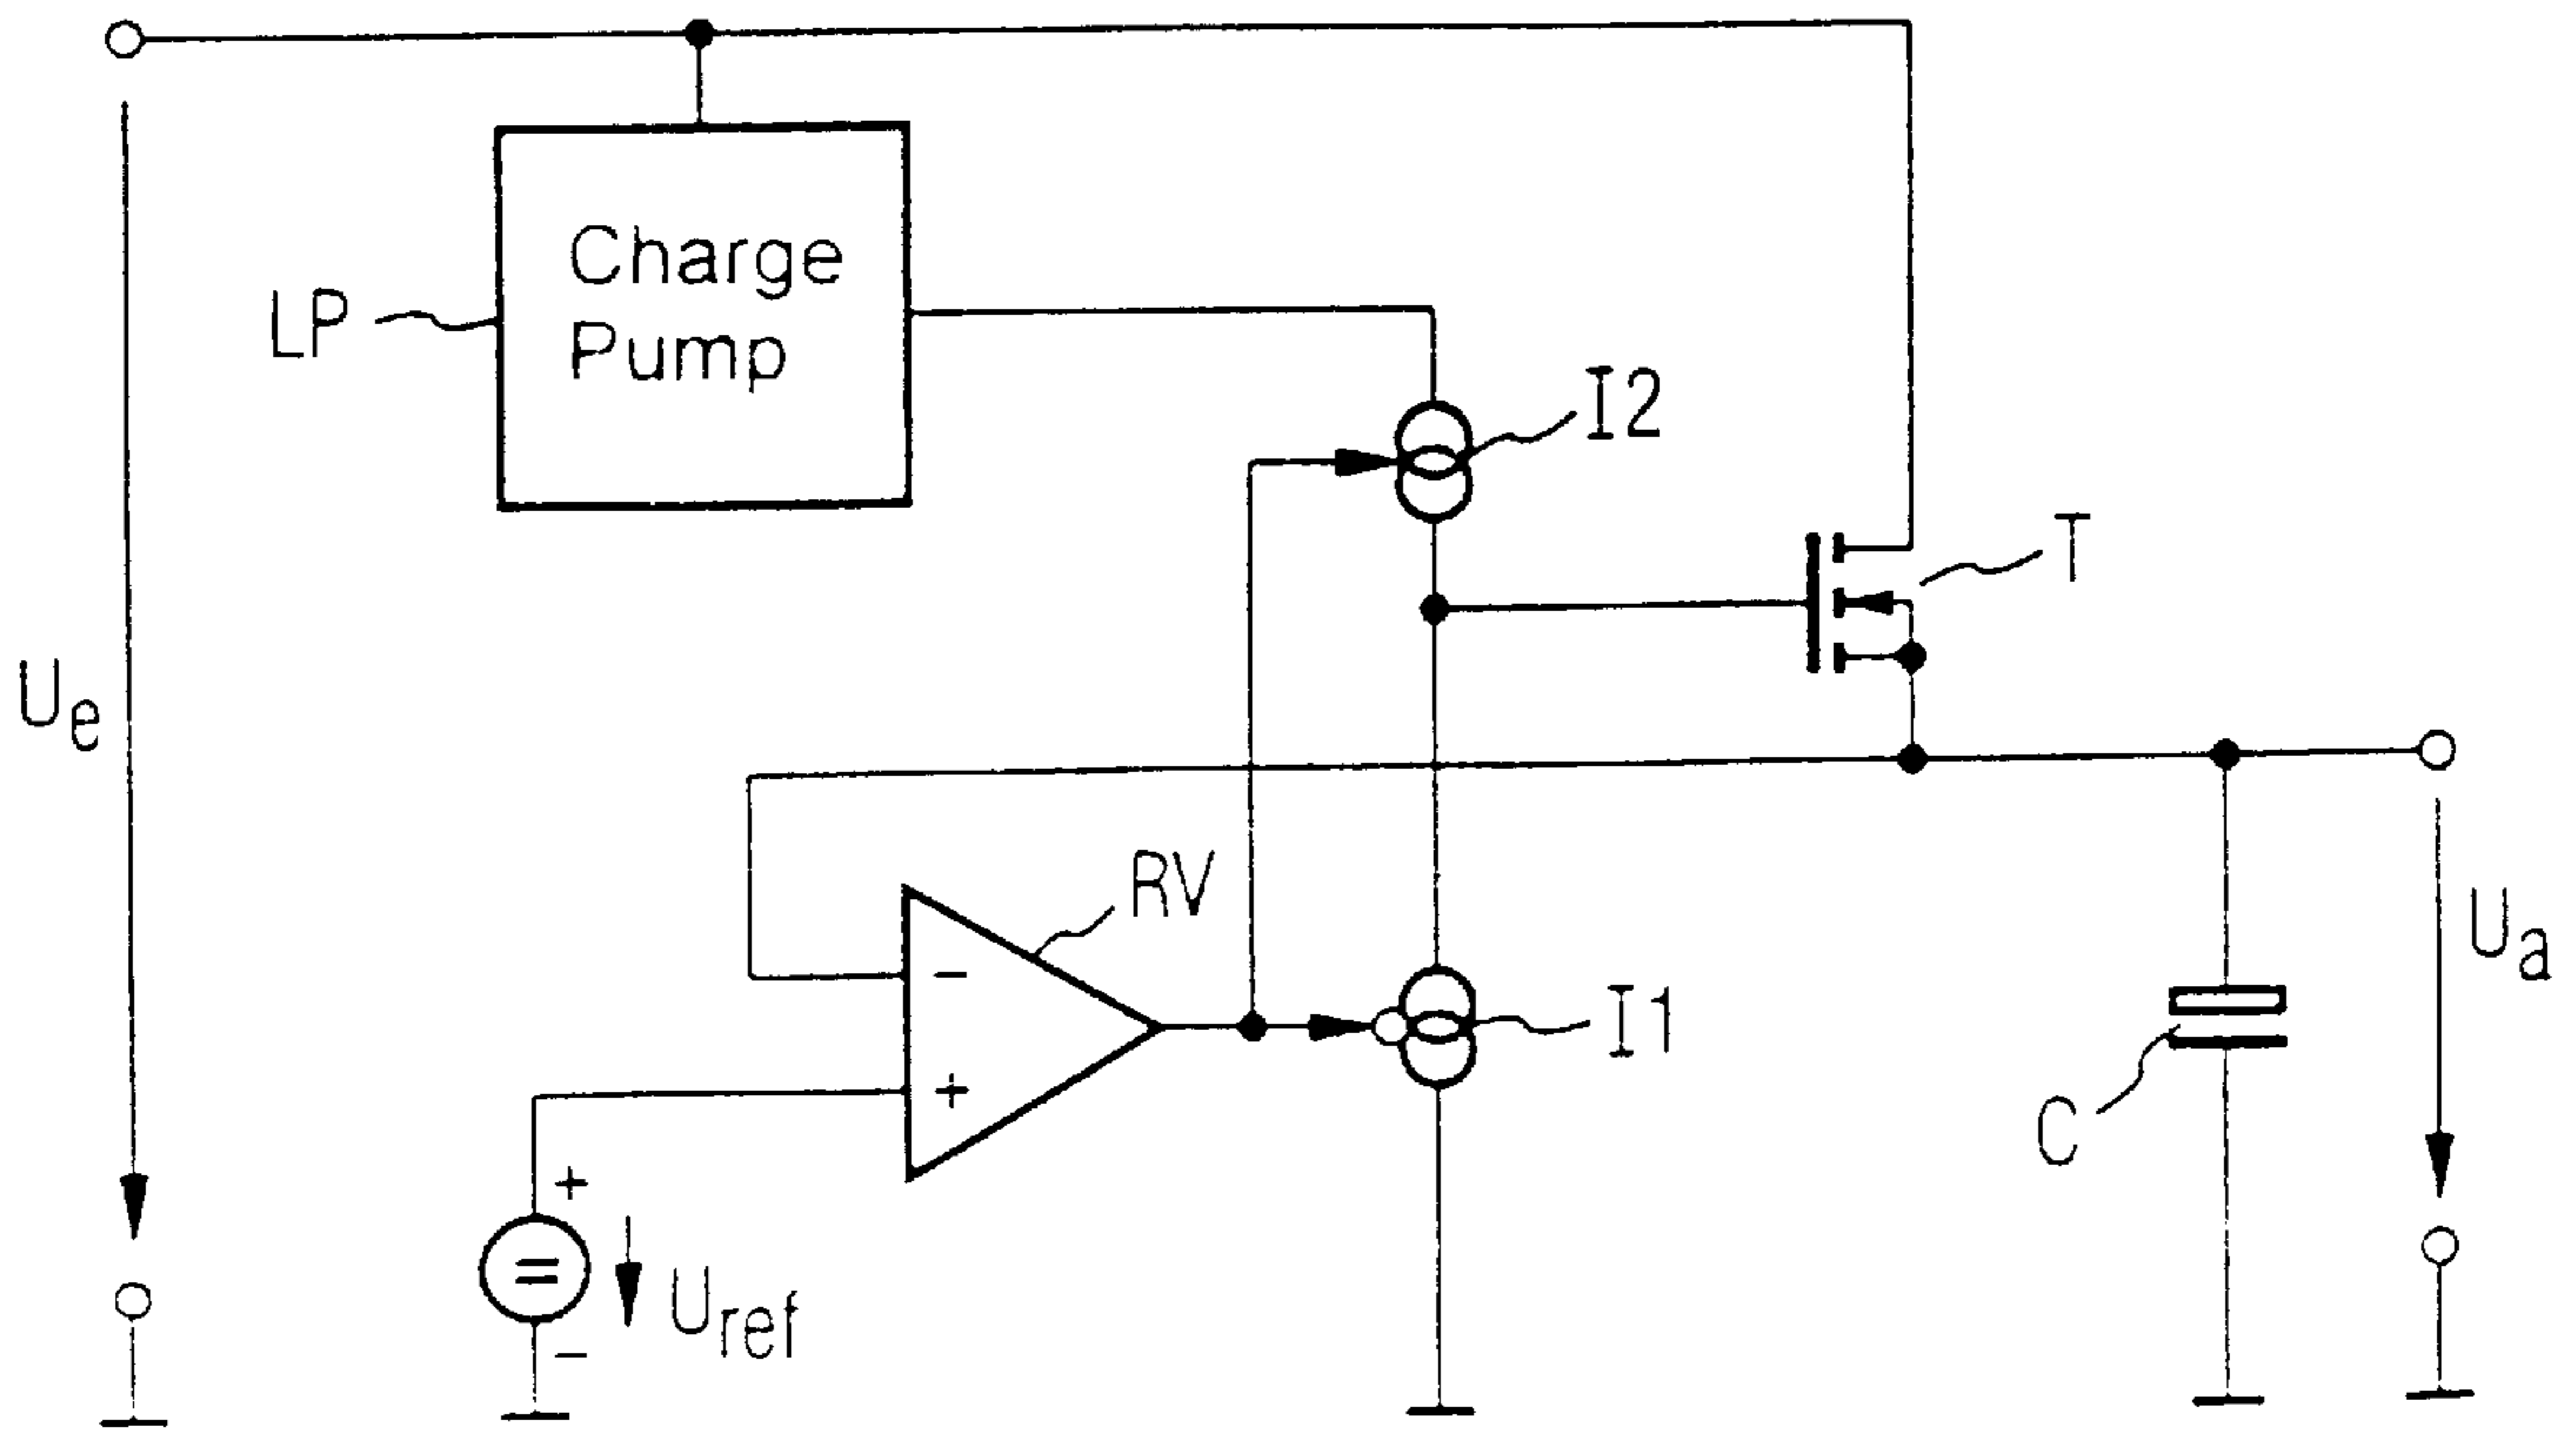 Charge
Pump
LP
I2
T
Ue
RV
−
+
I1
Ua
C
+
=
Uref
−